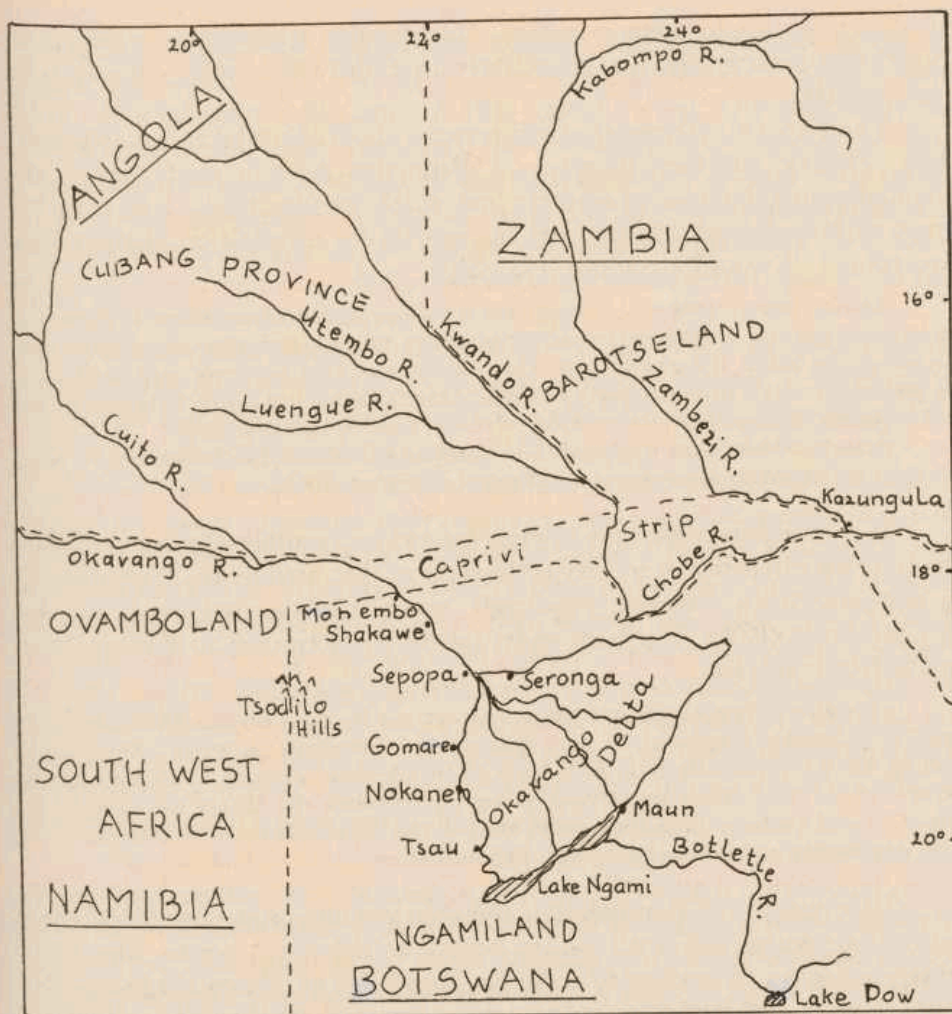 20°
22°
24°
Kabompo R.
ANGOLA
ZAMBIA
CUBANG PROVINCE
16°
Utembo R.
Kwando R.
BAROTSELAND
Luengue R.
Zambezi R.
Cuito R.
Kazungula
Okavango R.
Caprivi
Strip
Chobe R.
18°
OVAMBOLAND
Mohembo
Shakawe
Sepopa
Seronga
Tsodilo
Hills
Okavango
Delta
Gomare
SOUTH WEST
AFRICA
Nokaneh
Maun
Tsau
Botletle R.
20°
Lake Ngami
NAMIBIA
NGAMILAND
BOTSWANA
Lake Dow